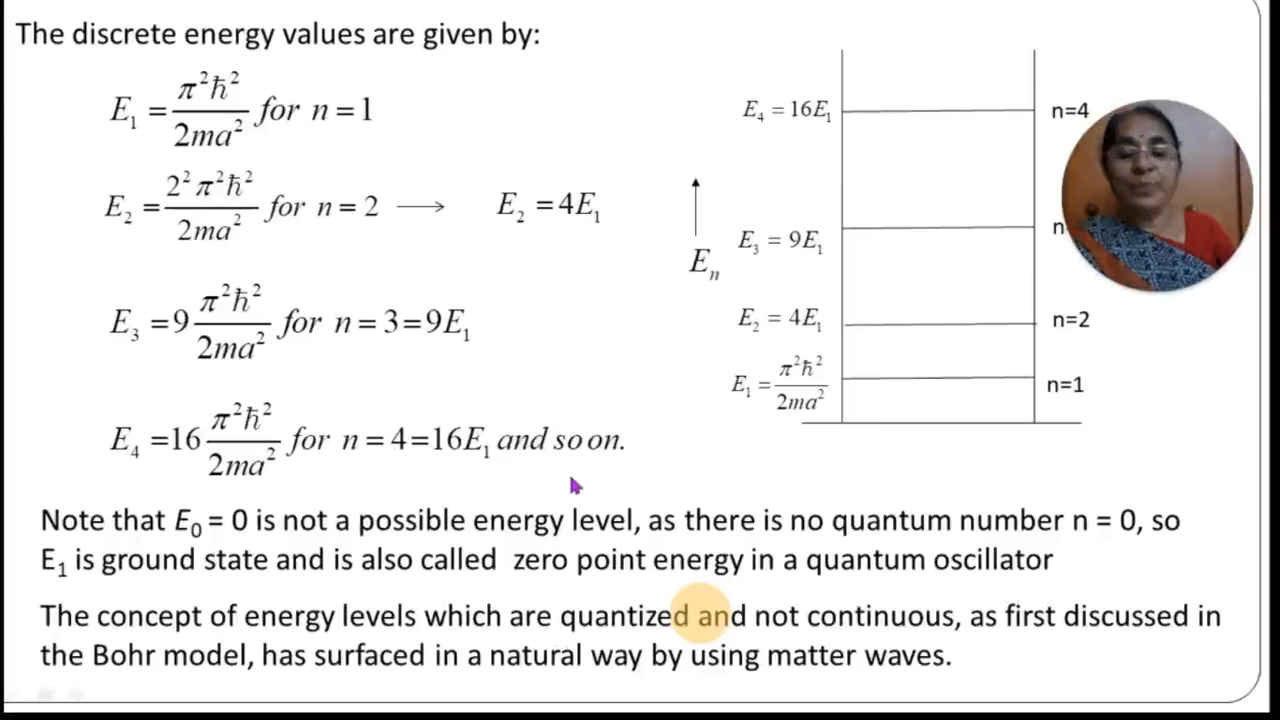 The discrete energy values are given by:
E₁ = π²ħ² / 2ma² for n = 1
E₂ = 2² π²ħ² / 2ma² for n = 2 ⟶ E₂ = 4E₁
E₃ = 9 π²ħ² / 2ma² for n = 3 = 9E₁
E₄ = 16 π²ħ² / 2ma² for n = 4 = 16E₁ and so on.
E₄ = 16E₁ n=4
E₃ = 9E₁ n
Eₙ
E₂ = 4E₁ n=2
E₁ = π²ħ² / 2ma² n=1
Note that E₀ = 0 is not a possible energy level, as there is no quantum number n = 0, so
E₁ is ground state and is also called zero point energy in a quantum oscillator
The concept of energy levels which are quantized and not continuous, as first discussed in
the Bohr model, has surfaced in a natural way by using matter waves.